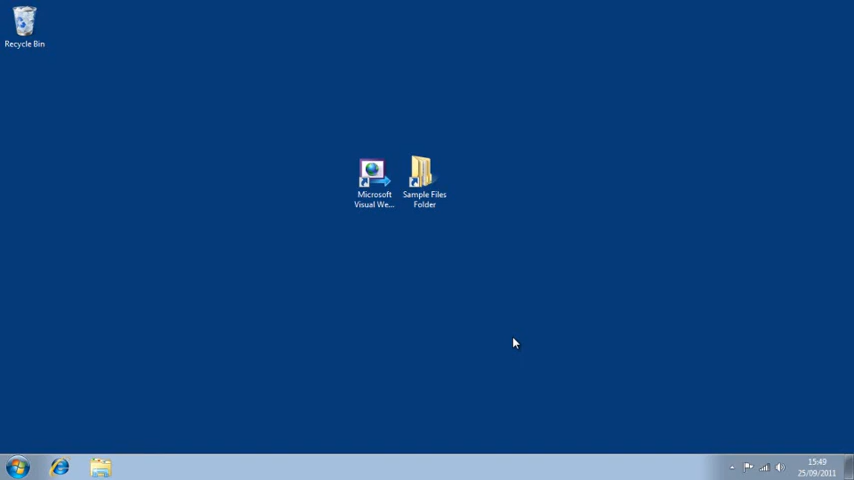 Recycle Bin
Microsoft
Visual We...
Sample Files
Folder
15:49
25/09/2011